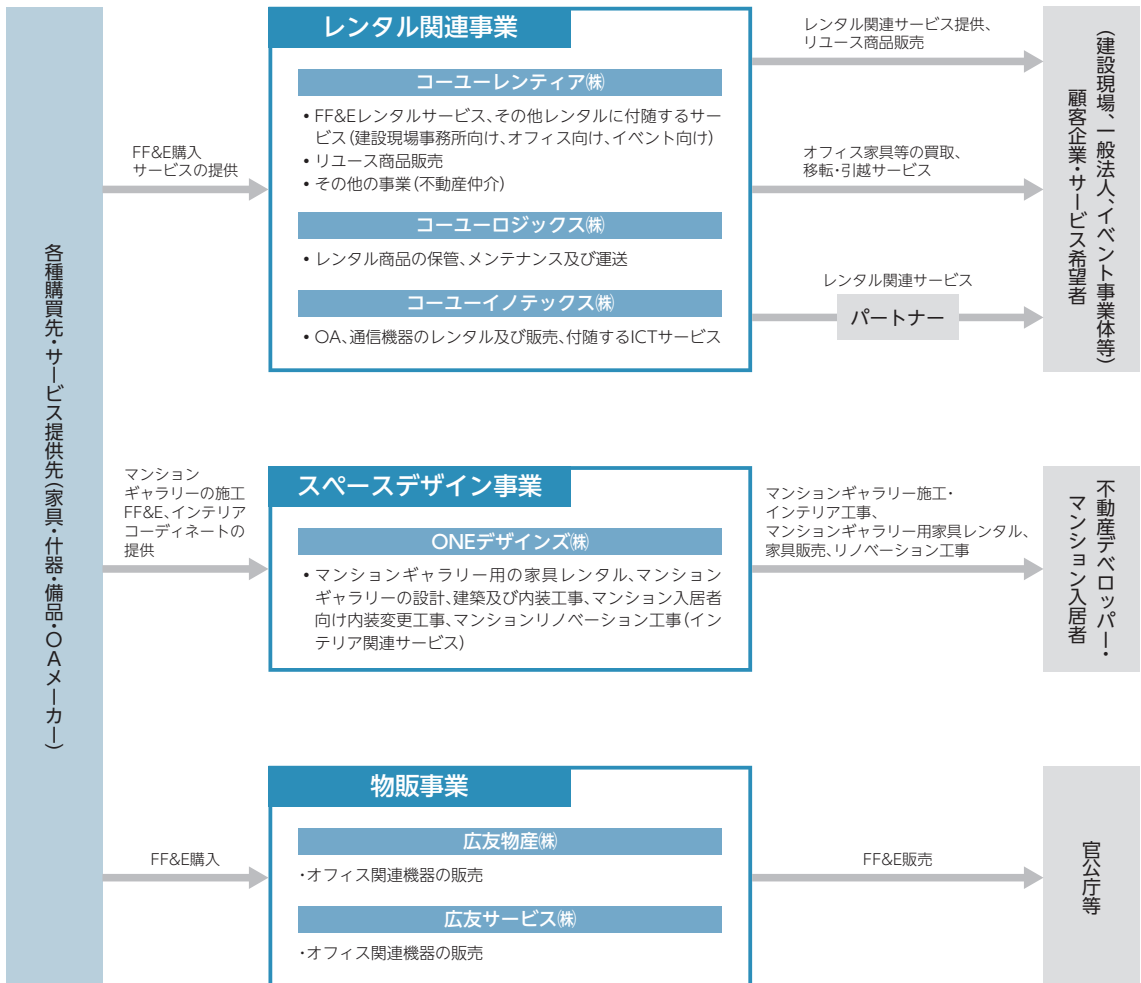 各種購買先・サービス提供先（家具・什器・備品・OAメーカー）
FF&E購入
サービスの提供
レンタル関連事業
コーユーレンティア㈱
• FF&Eレンタルサービス、その他レンタルに付随するサー
ビス（建設現場事務所向け、オフィス向け、イベント向け）
• リユース商品販売
• その他の事業（不動産仲介）
コーユーロジックス㈱
• レンタル商品の保管、メンテナンス及び運送
コーユーイノテックス㈱
• OA、通信機器のレンタル及び販売、付随するICTサービス
レンタル関連サービス提供、
リユース商品販売
オフィス家具等の買取、
移転・引越サービス
レンタル関連サービス
パートナー
（建設現場、一般法人、イベント事業体等）
顧客企業・サービス希望者
マンション
ギャラリーの施工
FF&E、インテリア
コーディネートの
提供
スペースデザイン事業
ONEデザインズ㈱
• マンションギャラリー用の家具レンタル、マンション
ギャラリーの設計、建築及び内装工事、マンション入居者
向け内装変更工事、マンションリノベーション工事（イン
テリア関連サービス）
マンションギャラリー施工・
インテリア工事、
マンションギャラリー用家具レンタル、
家具販売、リノベーション工事
不動産デベロッパー・
マンション入居者
FF&E購入
物販事業
広友物産㈱
・オフィス関連機器の販売
広友サービス㈱
・オフィス関連機器の販売
FF&E販売
官公庁等